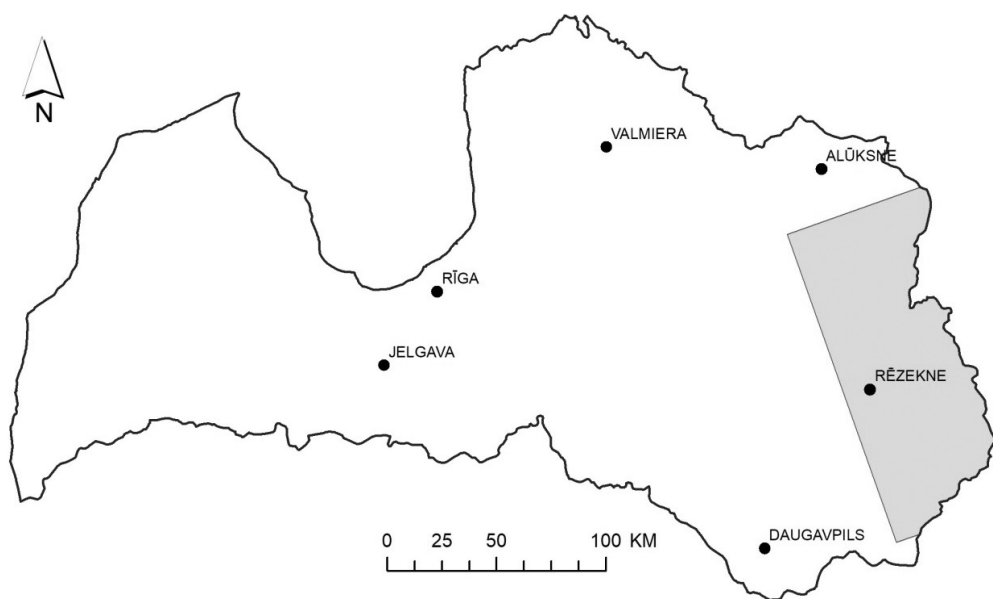 N
VALMIERA
ALŪKSNE
RĪGA
JELGAVA
RĒZEKNE
DAUGAVPILS
0 25 50 100 KM